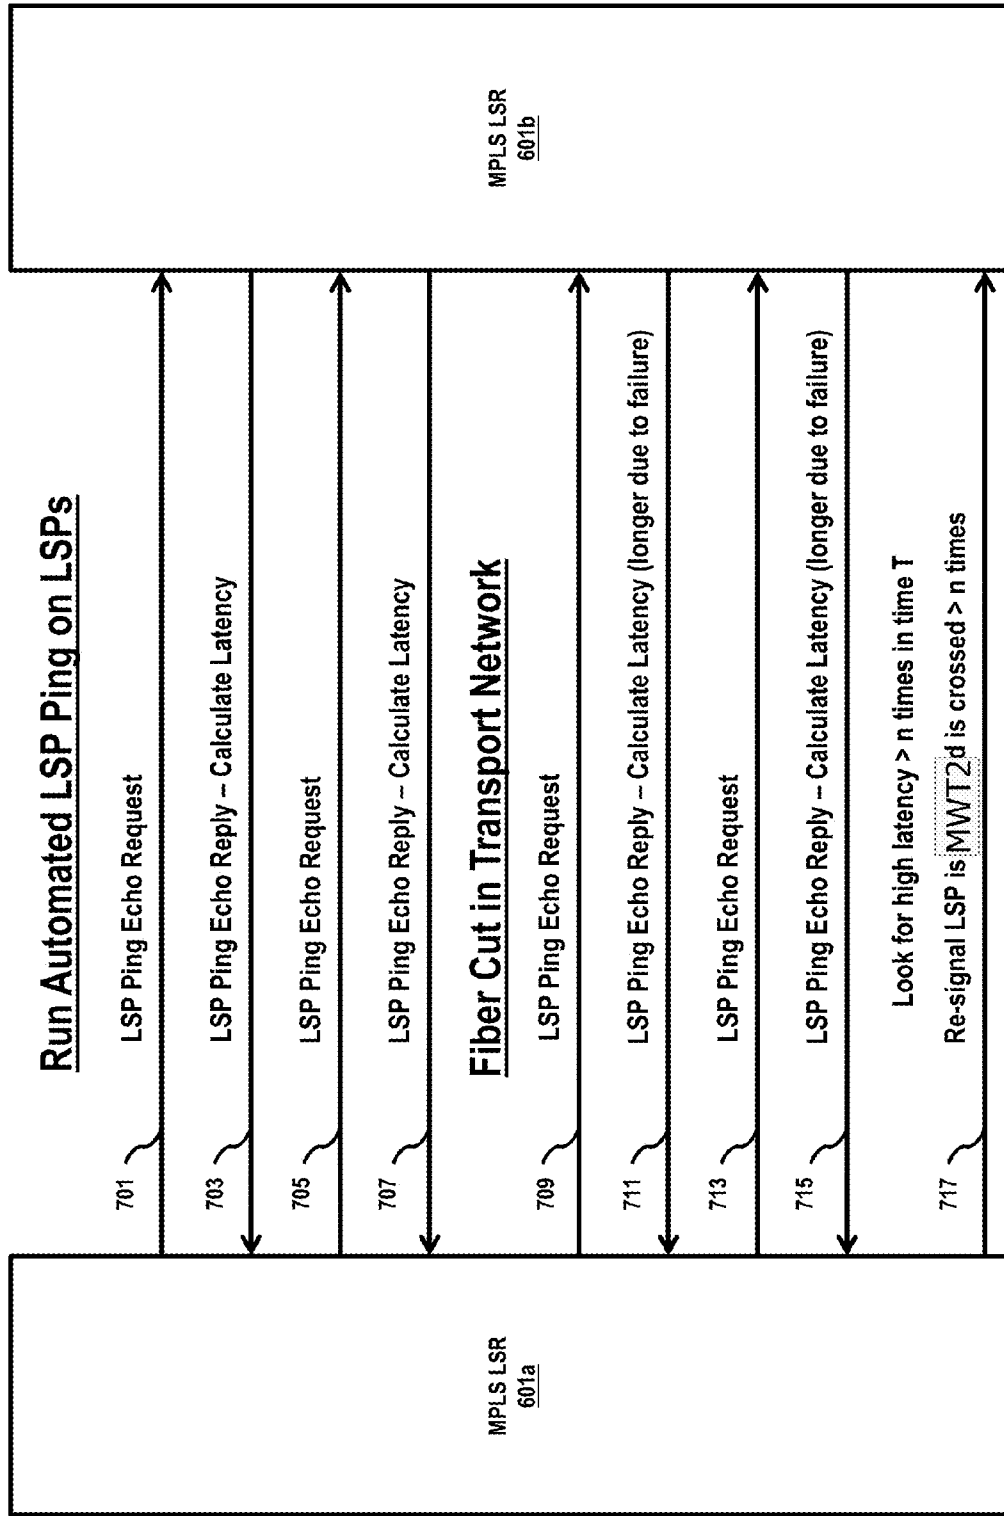 Run Automated LSP Ping on LSPs
701
LSP Ping Echo Request
703
LSP Ping Echo Reply – Calculate Latency
705
LSP Ping Echo Request
707
LSP Ping Echo Reply – Calculate Latency
Fiber Cut in Transport Network
709
LSP Ping Echo Request
711
LSP Ping Echo Reply – Calculate Latency (longer due to failure)
713
LSP Ping Echo Request
715
LSP Ping Echo Reply – Calculate Latency (longer due to failure)
Look for high latency > n times in time T
717
Re-signal LSP is MWT2d is crossed > n times
MPLS LSR
601a
MPLS LSR
601b